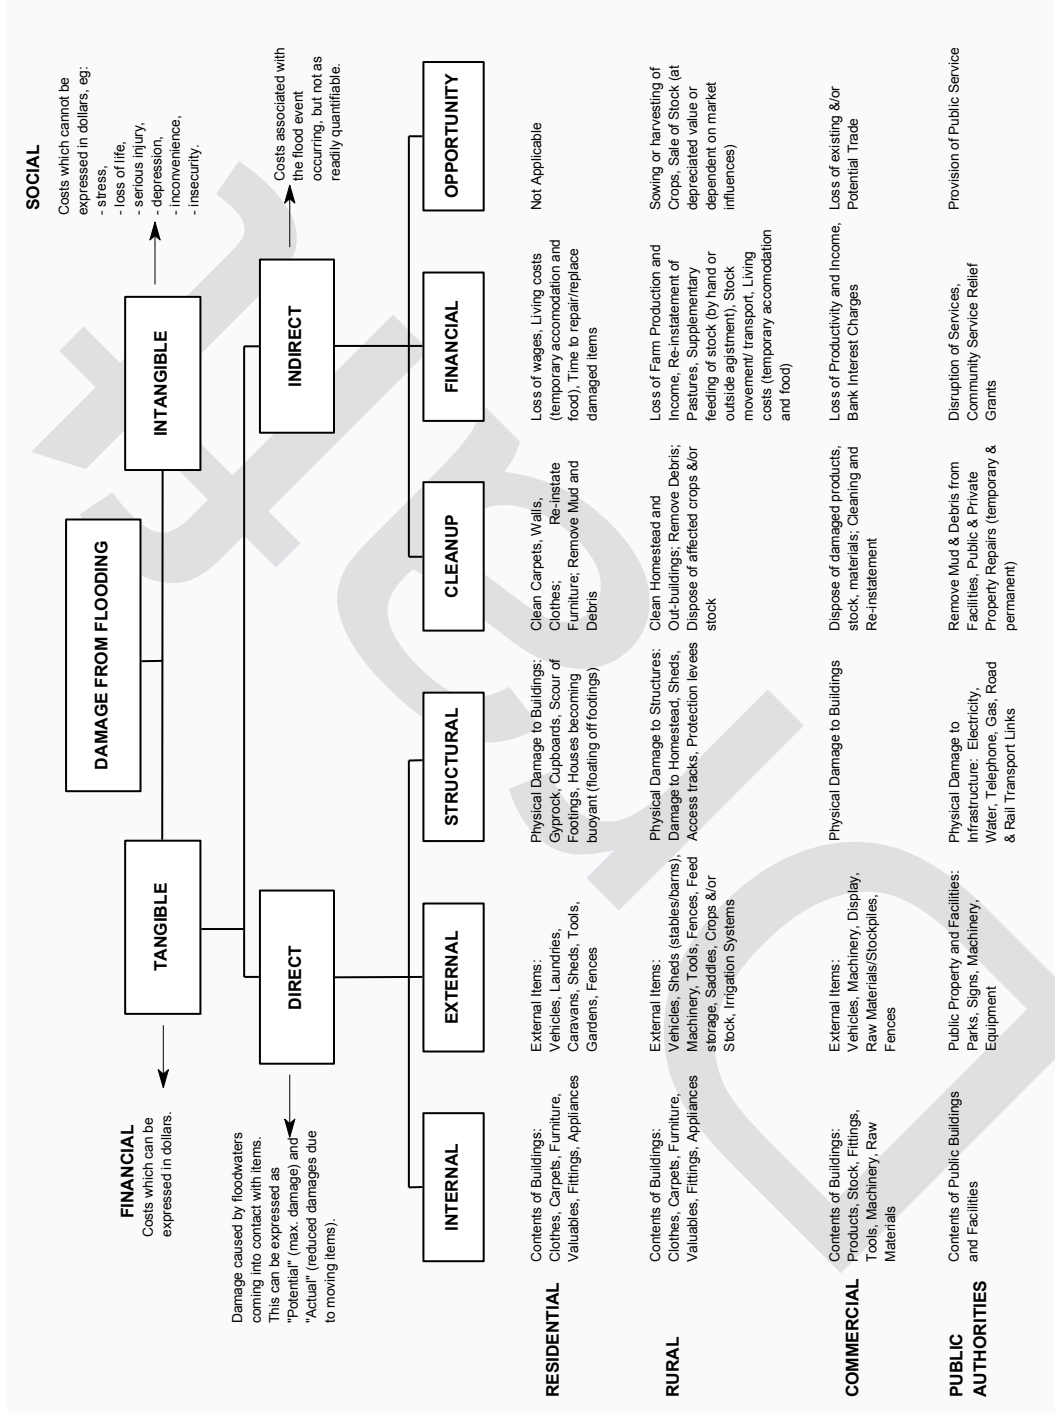 SOCIAL
Costs which cannot be
expressed in dollars, eg:
- stress,
- loss of life,
- serious injury,
- depression,
- inconvenience,
- insecurity.
DAMAGE FROM FLOODING
FINANCIAL
Costs which can be
expressed in dollars.
TANGIBLE
INTANGIBLE
Damage caused by floodwaters
coming into contact with items.
This can be expressed as
"Potential" (max. damage) and
"Actual" (reduced damages due
to moving items).
DIRECT
INDIRECT
Costs associated with
the flood event
occurring, but not as
readily quantifiable.
INTERNAL
EXTERNAL
STRUCTURAL
CLEANUP
FINANCIAL
OPPORTUNITY
RESIDENTIAL
Contents of Buildings:
Clothes, Carpets, Furniture,
Valuables, Fittings, Appliances
External Items:
Vehicles, Laundries,
Caravans, Sheds, Tools,
Gardens, Fences
Physical Damage to Buildings:
Gyprock, Cupboards, Scour of
Footings, Houses becoming
buoyant (floating off footings)
Clean Carpets, Walls,
Clothes; Re-instate
Furniture; Remove Mud and
Debris
Loss of wages, Living costs
(temporary accomodation and
food), Time to repair/replace
damaged items
Not Applicable
RURAL
Contents of Buildings:
Clothes, Carpets, Furniture,
Valuables, Fittings, Appliances
External Items:
Vehicles, Sheds (stables/barns),
Machinery, Tools, Fences, Feed
storage, Saddles, Crops &/or
Stock, Irrigation Systems
Physical Damage to Structures:
Damage to Homestead, Sheds,
Access tracks, Protection levees
Clean Homestead and
Out-buildings; Remove Debris;
Dispose of affected crops &/or
stock
Loss of Farm Production and
Income, Re-instatement of
Pastures, Supplementary
feeding of stock (by hand or
outside agistment), Stock
movement/ transport, Living
costs (temporary accomodation
and food)
Sowing or harvesting of
Crops, Sale of Stock (at
depreciated value or
dependent on market
influences)
COMMERCIAL
Contents of Buildings:
Products, Stock, Fittings,
Tools, Machinery, Raw
Materials
External Items:
Vehicles, Machinery, Display,
Raw Materials/Stockpiles,
Fences
Physical Damage to Buildings
Dispose of damaged products,
stock, materials; Cleaning and
Re-instatement
Loss of Productivity and Income,
Bank Interest Charges
Loss of existing &/or
Potential Trade
PUBLIC
AUTHORITIES
Contents of Public Buildings
and Facilities
Public Property and Facilities:
Parks, Signs, Machinery,
Equipment
Physical Damage to
Infrastructure: Electricity,
Water, Telephone, Gas, Road
& Rail Transport Links
Remove Mud & Debris from
Facilities, Public & Private
Property Repairs (temporary &
permanent)
Disruption of Services,
Community Service Relief
Grants
Provision of Public Service
Draft